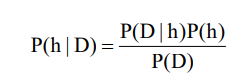 P(h | D) = P(D | h)P(h) / P(D)